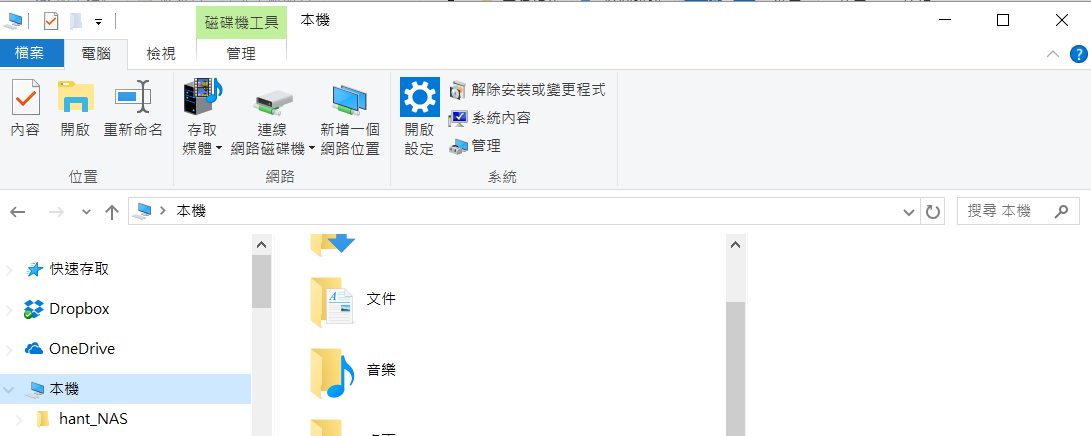 磁碟機工具 本機
檔案 電腦 檢視 管理
內容 開啟 重新命名
存取
媒體
連線
網路磁碟機
新增一個
網路位置
開啟
設定
解除安裝或變更程式
系統內容
管理
位置 網路 系統
本機 搜尋 本機
快速存取
Dropbox
OneDrive
本機
hant_NAS
文件
音樂